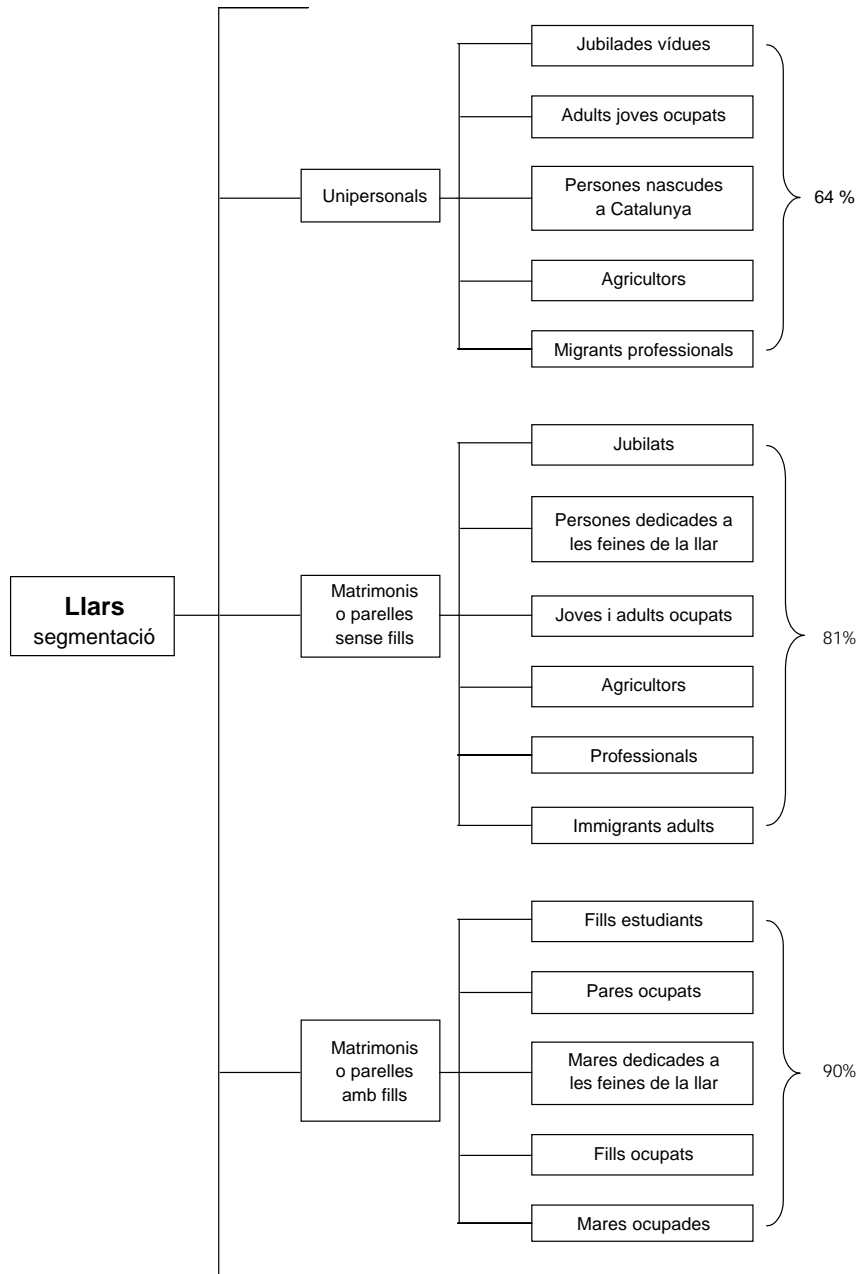 Llars
segmentació
Unipersonals
Jubilades vídues
Adults joves ocupats
Persones nascudes
a Catalunya
Agricultors
Migrants professionals
64 %
Matrimonis
o parelles
sense fills
Jubilats
Persones dedicades a
les feines de la llar
Joves i adults ocupats
Agricultors
Professionals
Immigrants adults
81%
Matrimonis
o parelles
amb fills
Fills estudiants
Pares ocupats
Mares dedicades a
les feines de la llar
Fills ocupats
Mares ocupades
90%